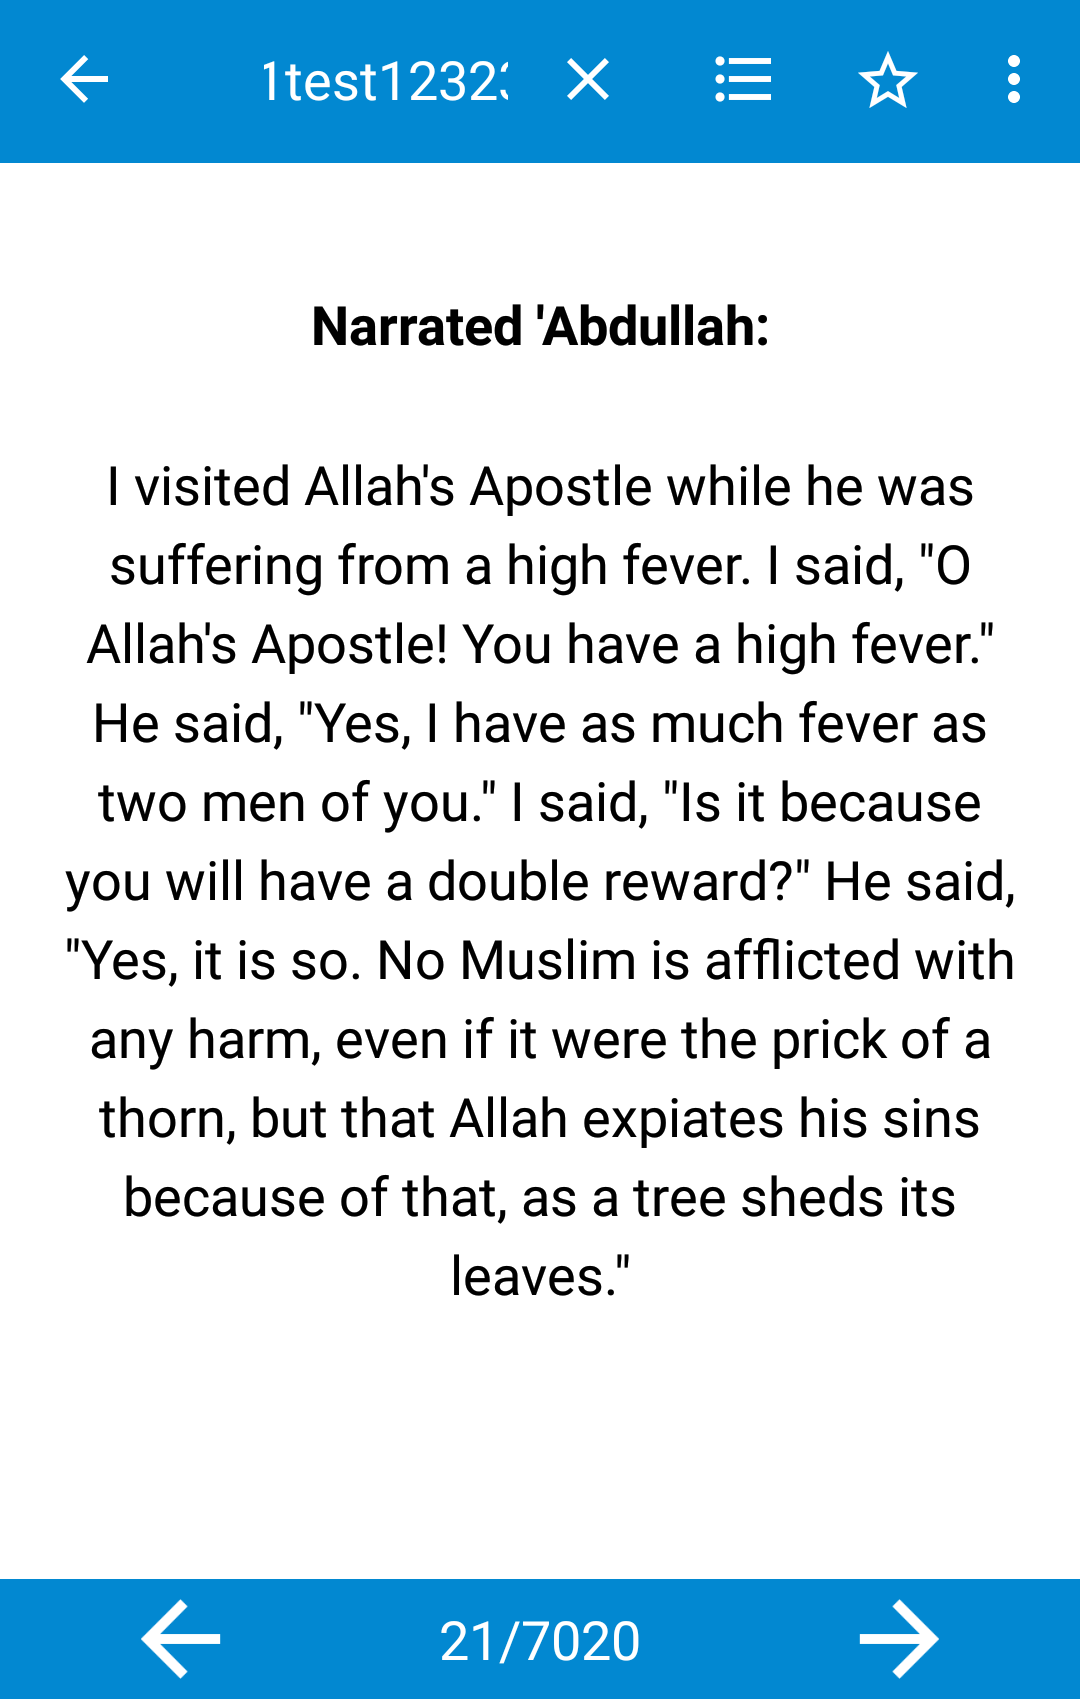 1test1232
Narrated 'Abdullah:
I visited Allah's Apostle while he was
suffering from a high fever. I said, "O
Allah's Apostle! You have a high fever."
He said, "Yes, I have as much fever as
two men of you." I said, "Is it because
you will have a double reward?" He said,
"Yes, it is so. No Muslim is afflicted with
any harm, even if it were the prick of a
thorn, but that Allah expiates his sins
because of that, as a tree sheds its
leaves."
21/7020